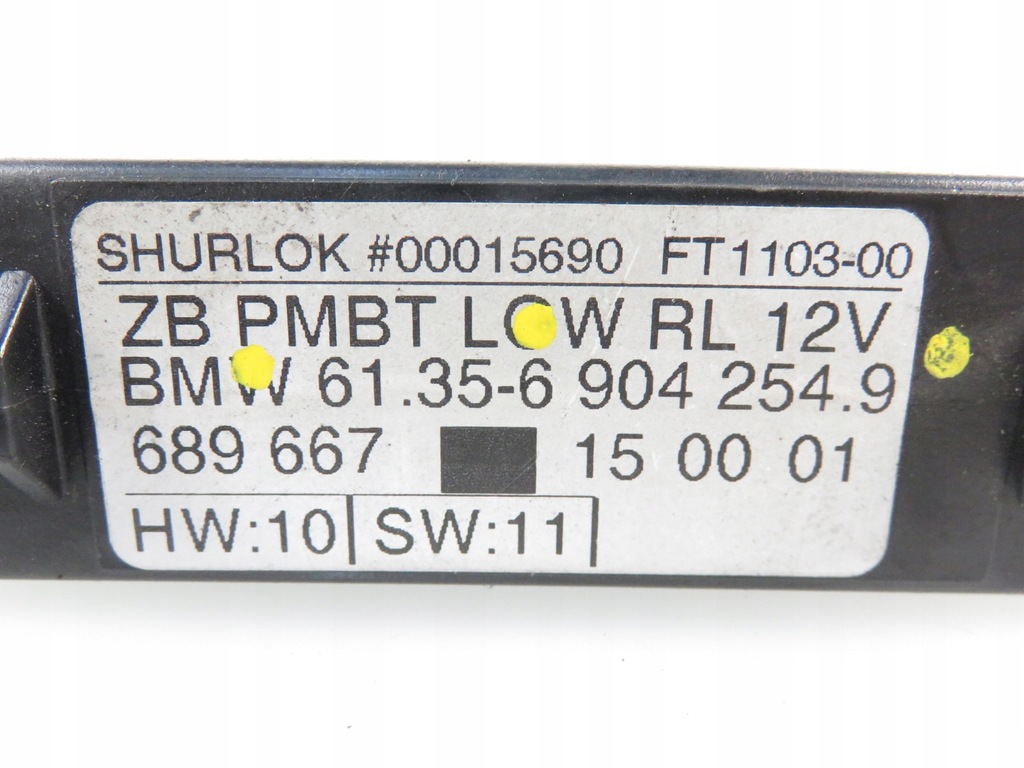 SHURLOK #00015690 FT1103-00
ZB PMBT LOW RL 12V
BMW 61.35-6 904 254.9
689 667 15 00 01
HW:10 SW:11